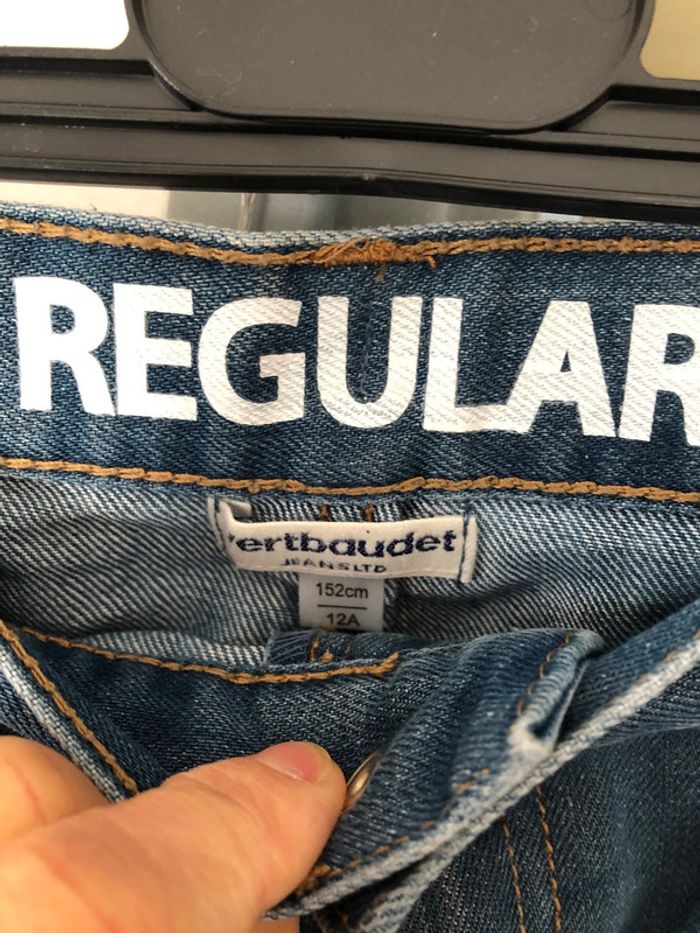 REGULAR
vertbaudet
JEANS LTD
152cm
12A